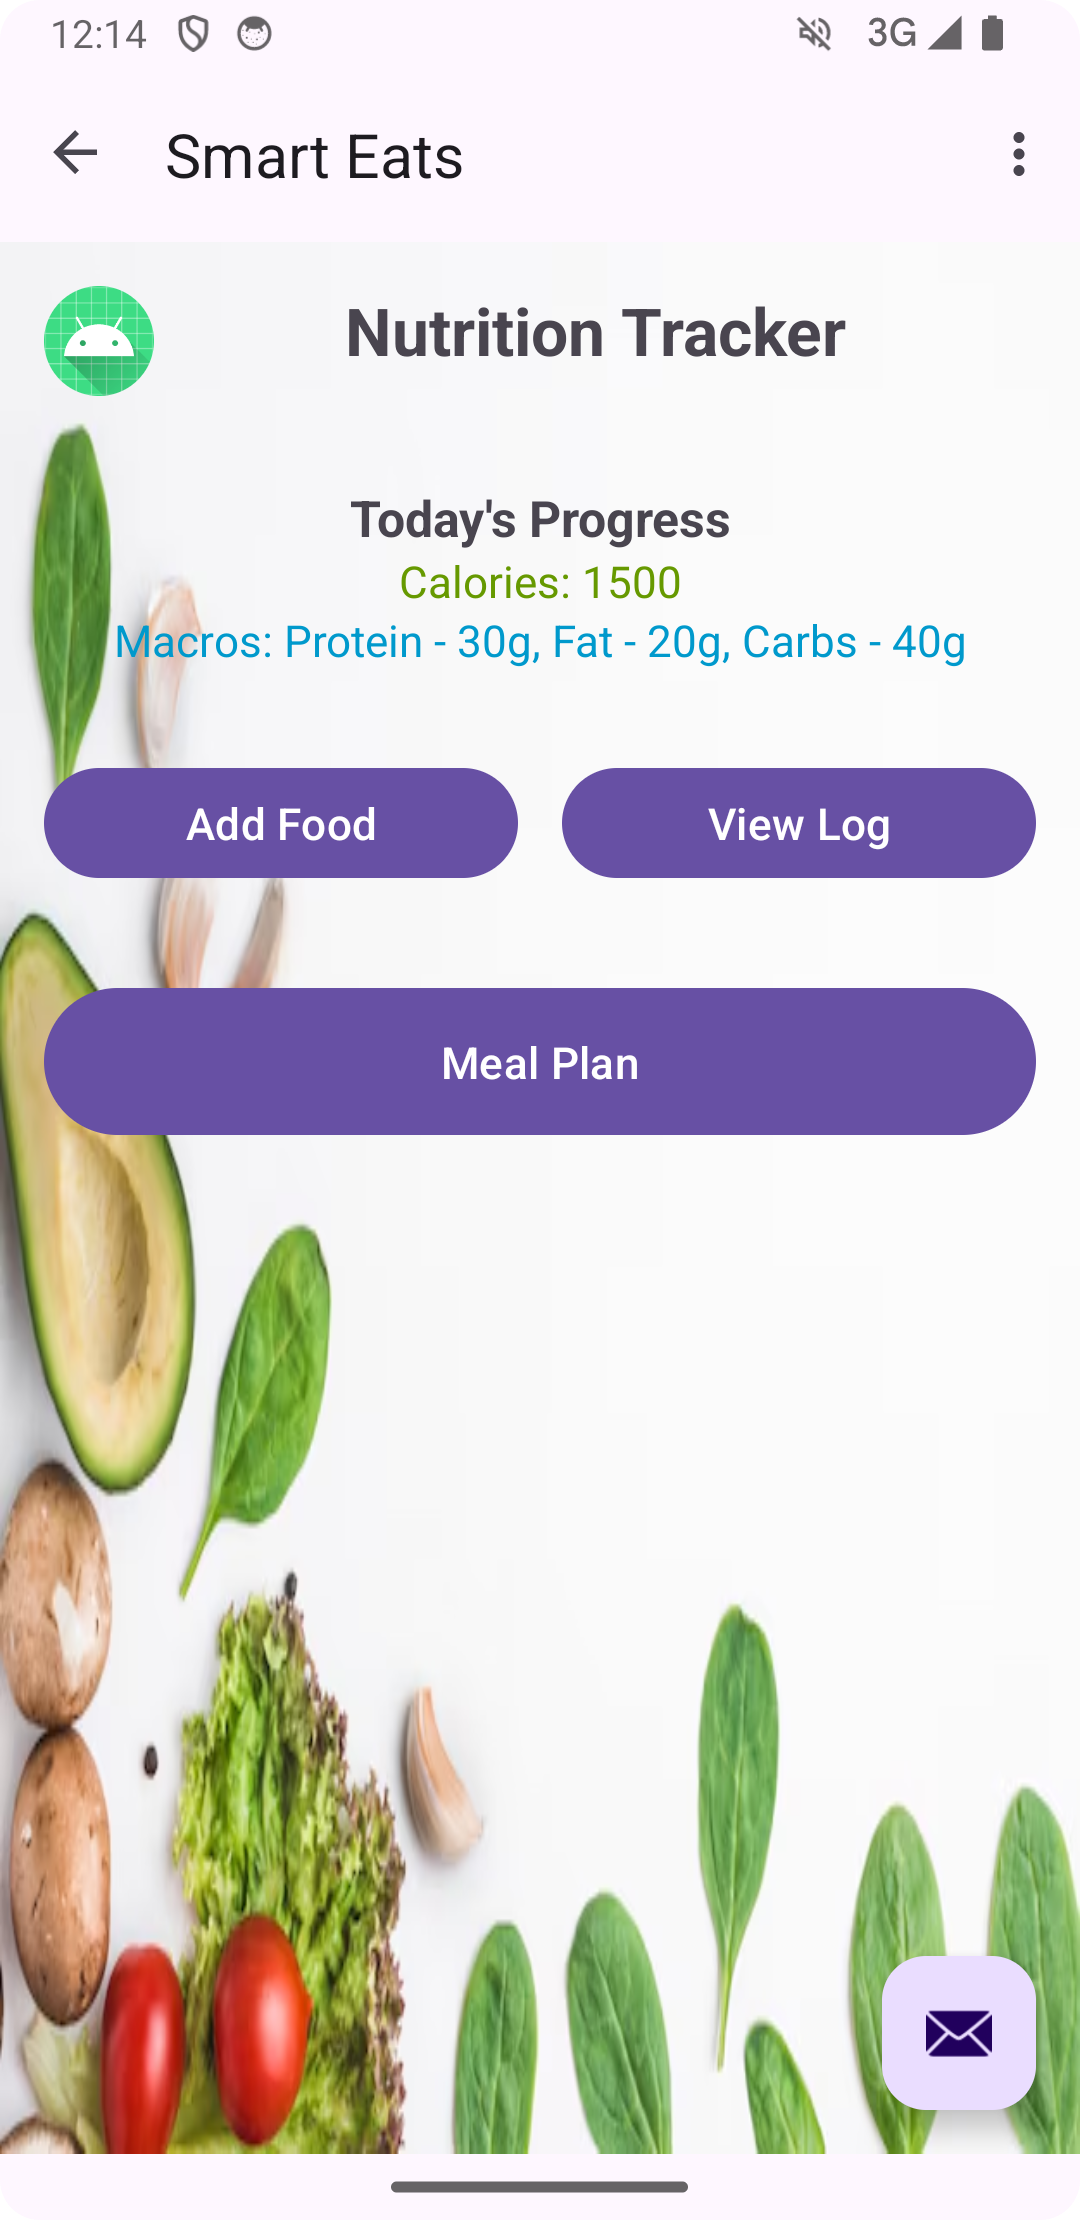 12:14 3G
Smart Eats
Nutrition Tracker
Today's Progress
Calories: 1500
Macros: Protein - 30g, Fat - 20g, Carbs - 40g
Add Food View Log
Meal Plan